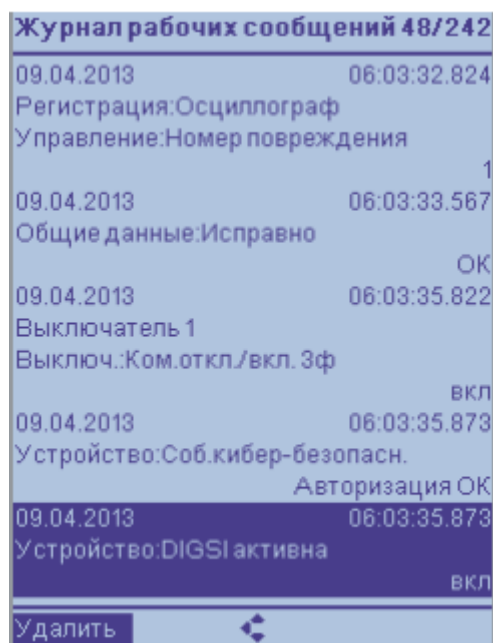 Журнал рабочих сообщений 48/242
09.04.2013 06:03:32.824
Регистрация:Осциллограф
Управление:Номер повреждения
1
09.04.2013 06:03:33.567
Общие данные:Исправно
ОК
09.04.2013 06:03:35.822
Выключатель 1
Выключ.:Ком.откл./вкл. 3ф
вкл
09.04.2013 06:03:35.873
Устройство:Соб.кибер-безопасн.
Авторизация ОК
09.04.2013 06:03:35.873
Устройство:DIGSI активна
вкл
Удалить